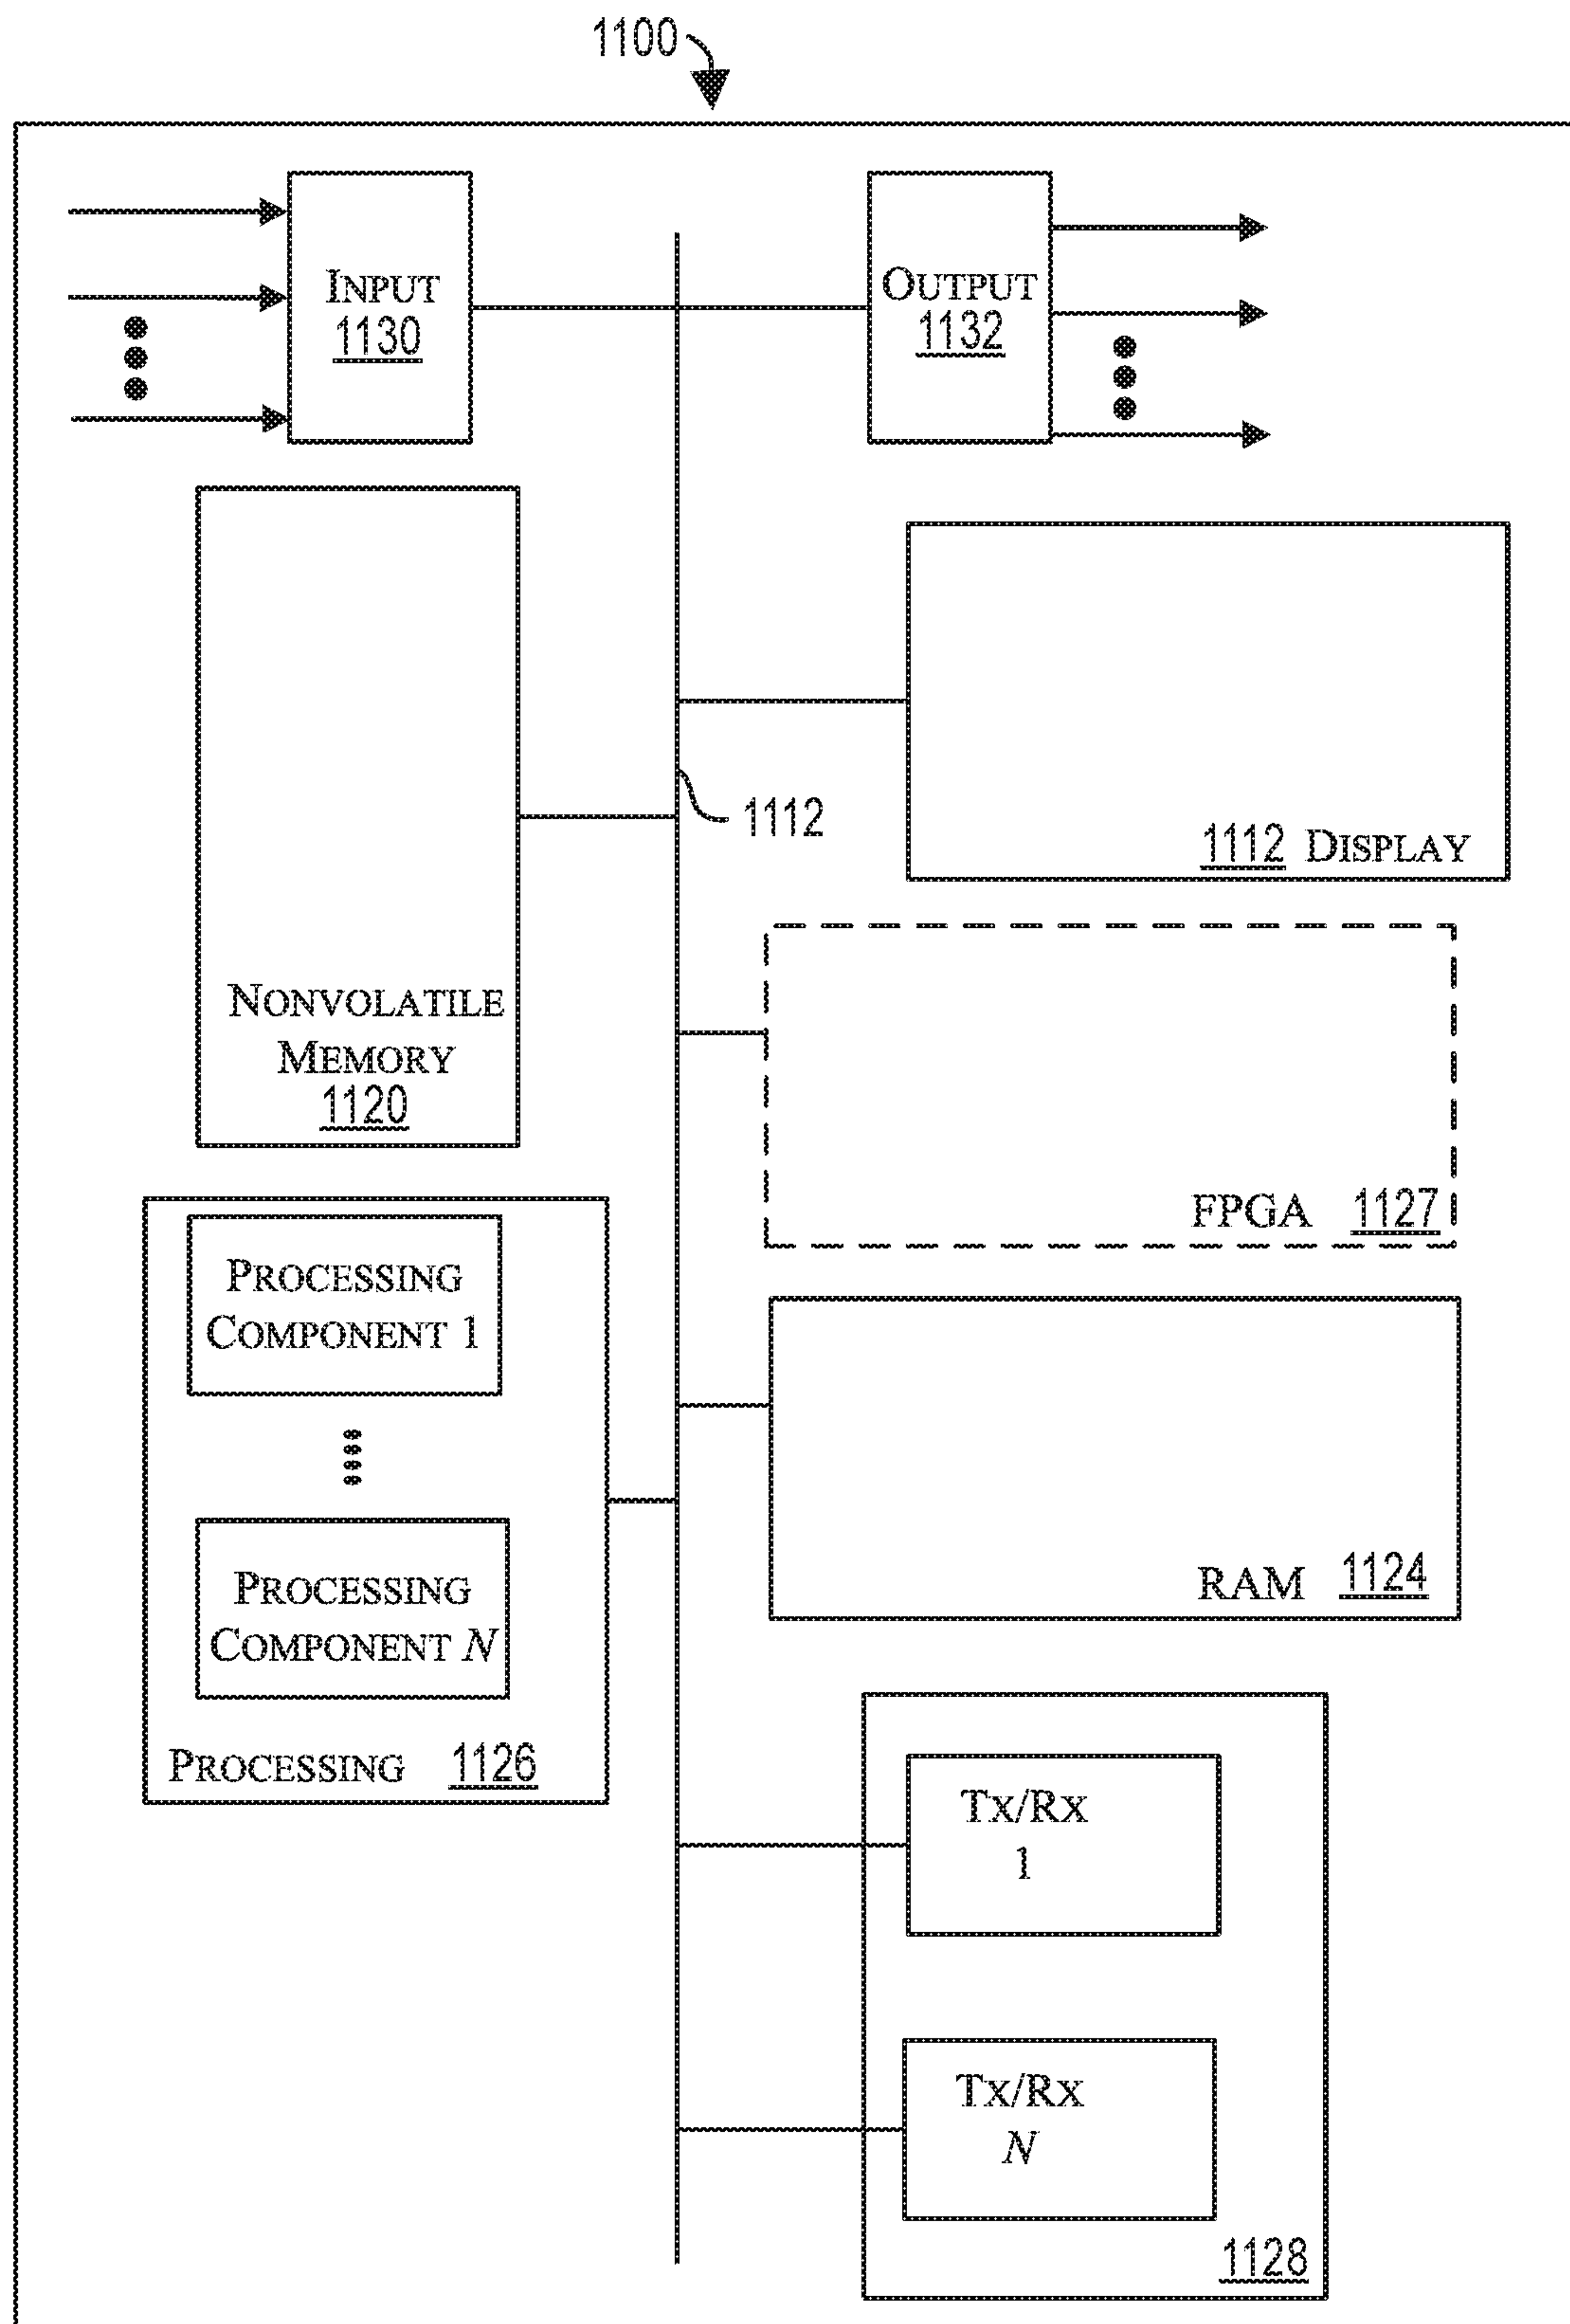 1100
INPUT
1130
OUTPUT
1132
1112
1112 DISPLAY
NONVOLATILE
MEMORY
1120
FPGA 1127
PROCESSING
COMPONENT 1
PROCESSING
COMPONENT N
PROCESSING 1126
RAM 1124
TX/RX
1
TX/RX
N
1128